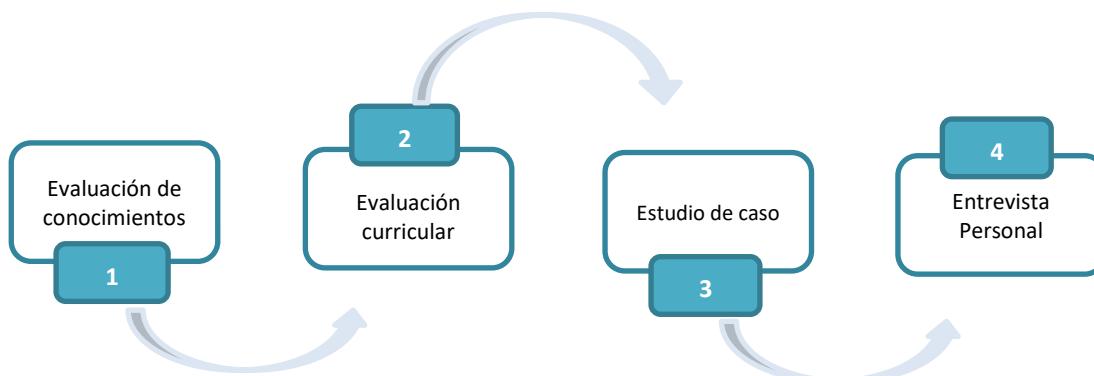 Evaluación de
conocimientos
1
2
Evaluación
curricular
Estudio de caso
3
4
Entrevista
Personal